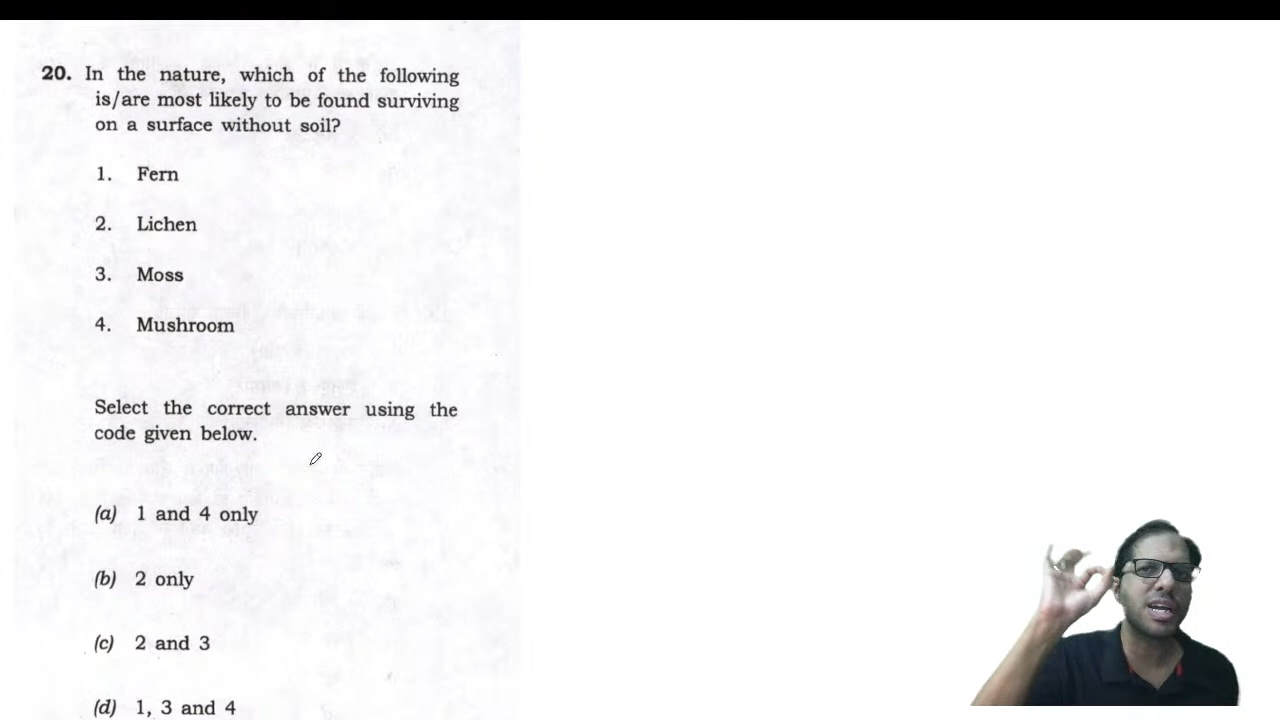 20. In the nature, which of the following
is/are most likely to be found surviving
on a surface without soil?
1. Fern
2. Lichen
3. Moss
4. Mushroom
Select the correct answer using the
code given below.
(a) 1 and 4 only
(b) 2 only
(c) 2 and 3
(d) 1, 3 and 4